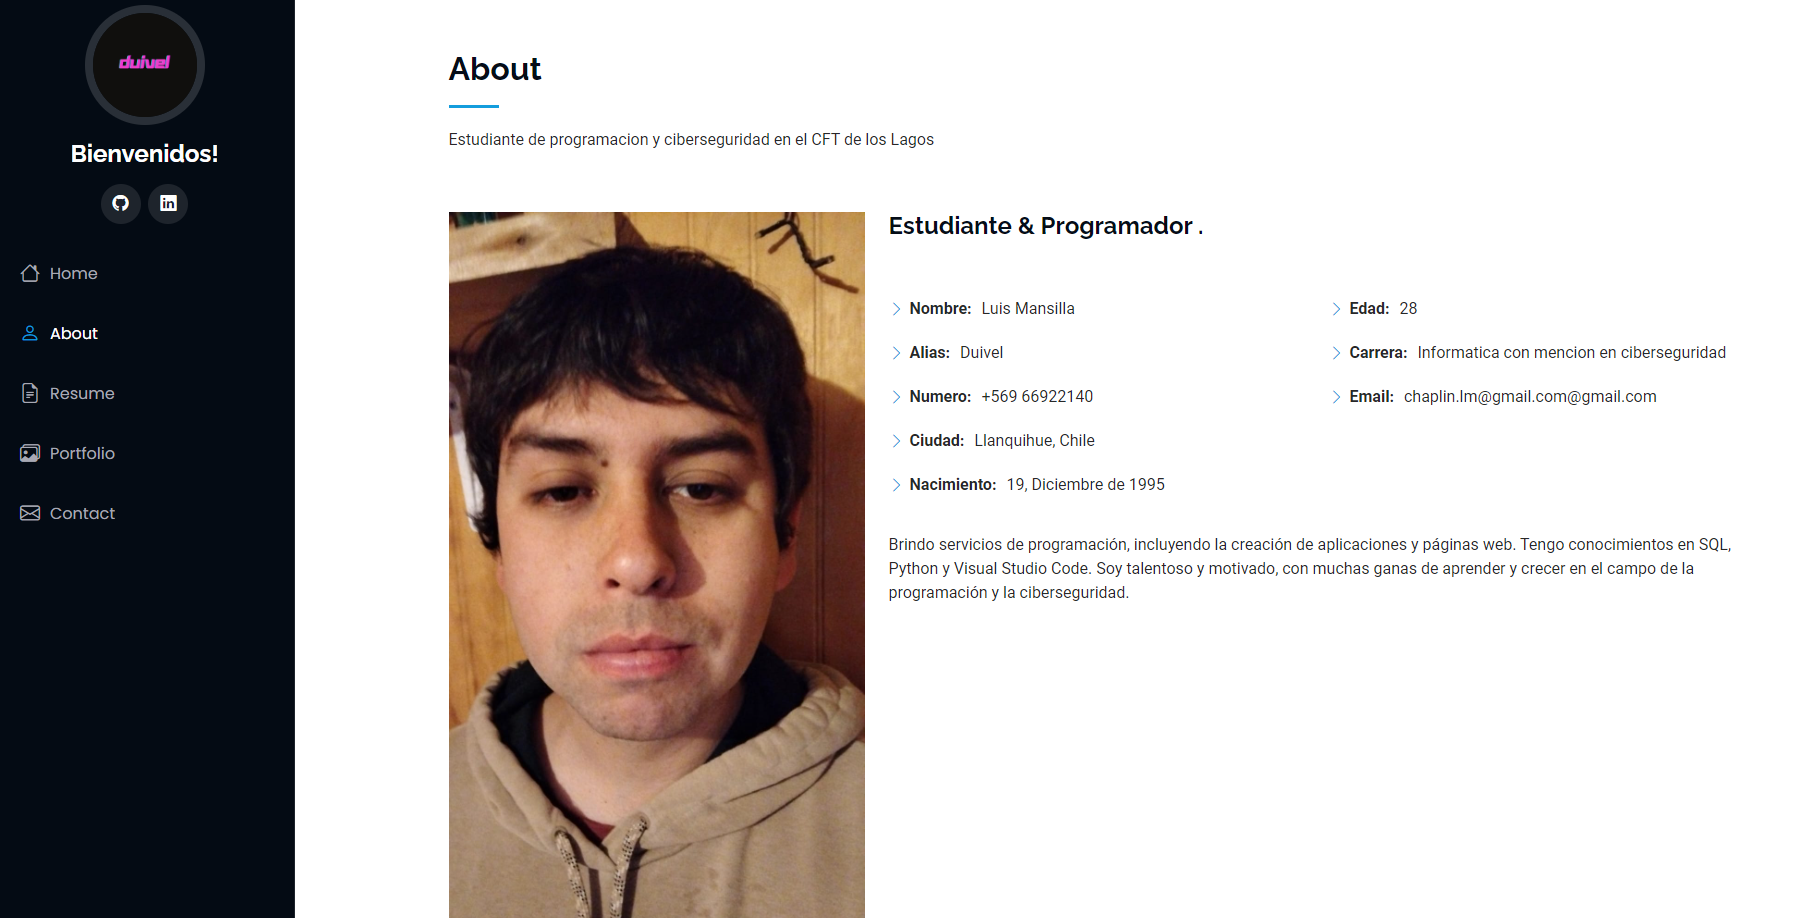 duivel
Bienvenidos!
Home
About
Resume
Portfolio
Contact
About
Estudiante de programacion y ciberseguridad en el CFT de los Lagos
Estudiante & Programador .
Nombre: Luis Mansilla
Alias: Duivel
Numero: +569 66922140
Ciudad: Llanquihue, Chile
Nacimiento: 19, Diciembre de 1995
Edad: 28
Carrera: Informatica con mencion en ciberseguridad
Email: chaplin.lm@gmail.com@gmail.com
Brindo servicios de programación, incluyendo la creación de aplicaciones y páginas web. Tengo conocimientos en SQL,
Python y Visual Studio Code. Soy talentoso y motivado, con muchas ganas de aprender y crecer en el campo de la
programación y la ciberseguridad.